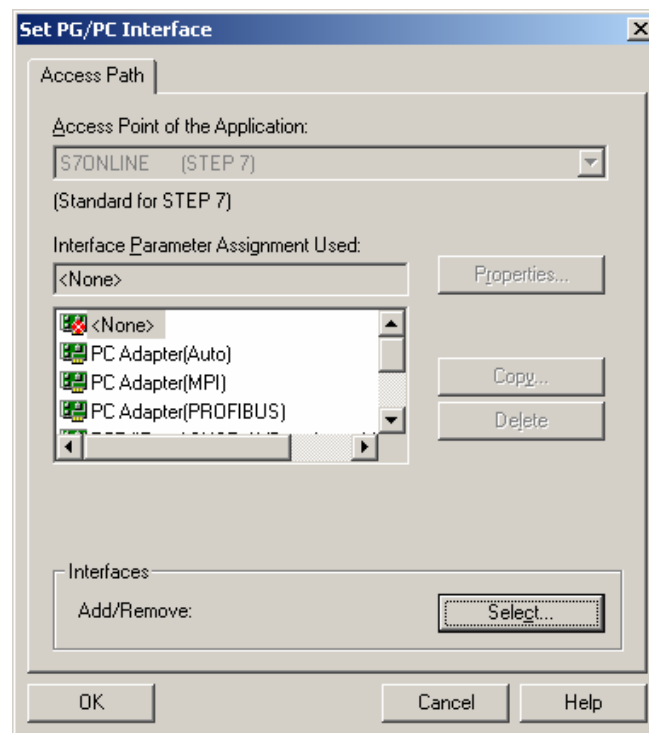 Set PG/PC Interface
Access Path
Access Point of the Application:
S7ONLINE (STEP 7)
(Standard for STEP 7)
Interface Parameter Assignment Used:
<None>
Properties...
<None>
PC Adapter(Auto)
PC Adapter(MPI)
PC Adapter(PROFIBUS)
Copy...
Delete
Interfaces
Add/Remove:
Select...
OK
Cancel
Help